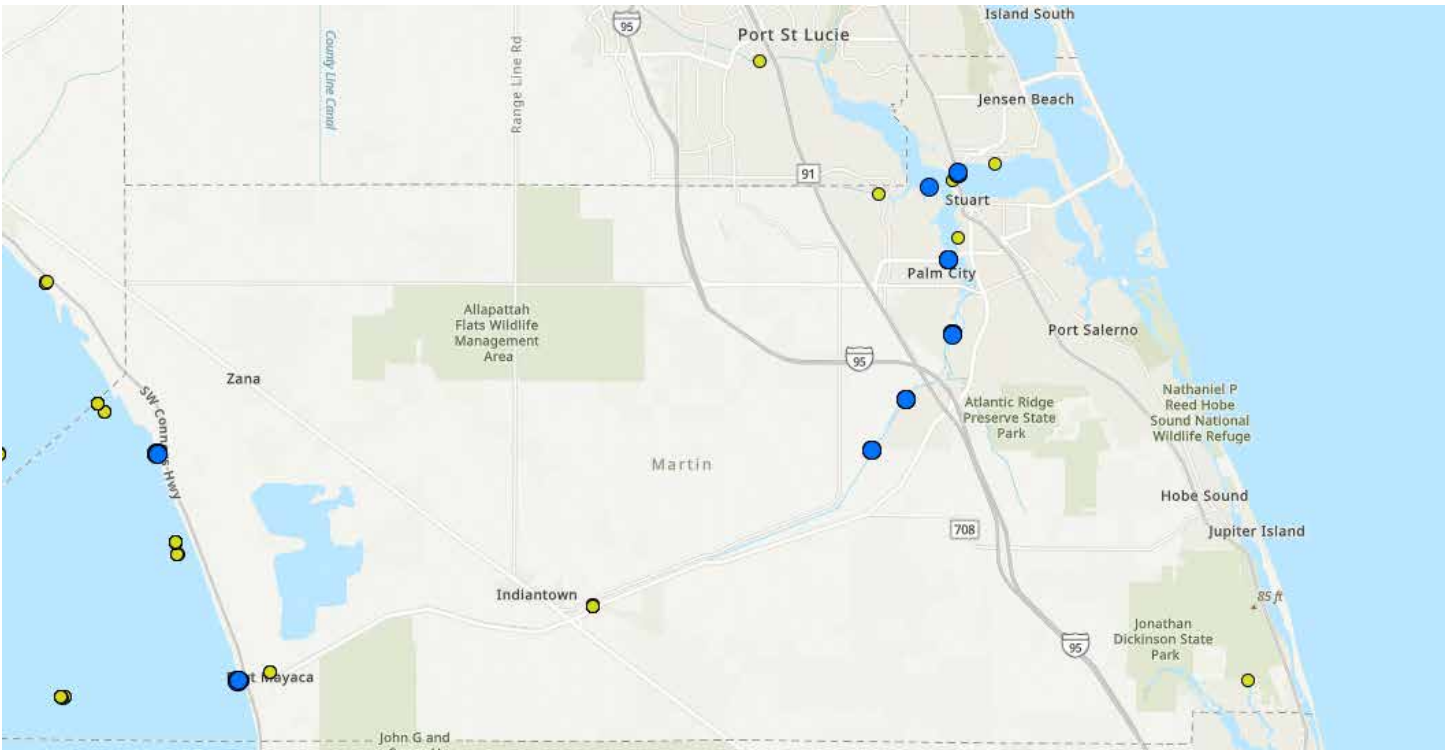 Island South
95
Port St Lucie
County Line Canal
Range Line Rd
Jensen Beach
91
Stuart
Palm City
Allapattah
Flats Wildlife
Management
Area
Port Salerno
95
Zana
SW Conn
s Hwy
Atlantic Ridge
Preserve State
Park
Nathaniel P
Reed Hobe
Sound National
Wildlife Refuge
Martin
Hobe Sound
708
Jupiter Island
Indiantown
85 ft
Jonathan
Dickinson State
Park
95
t Mayaca
John G and